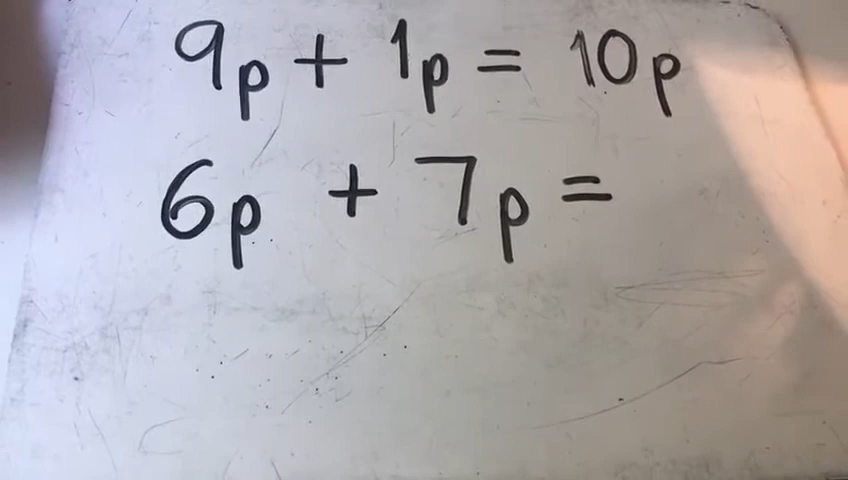 9p + 1p = 10p
6p + 7p =